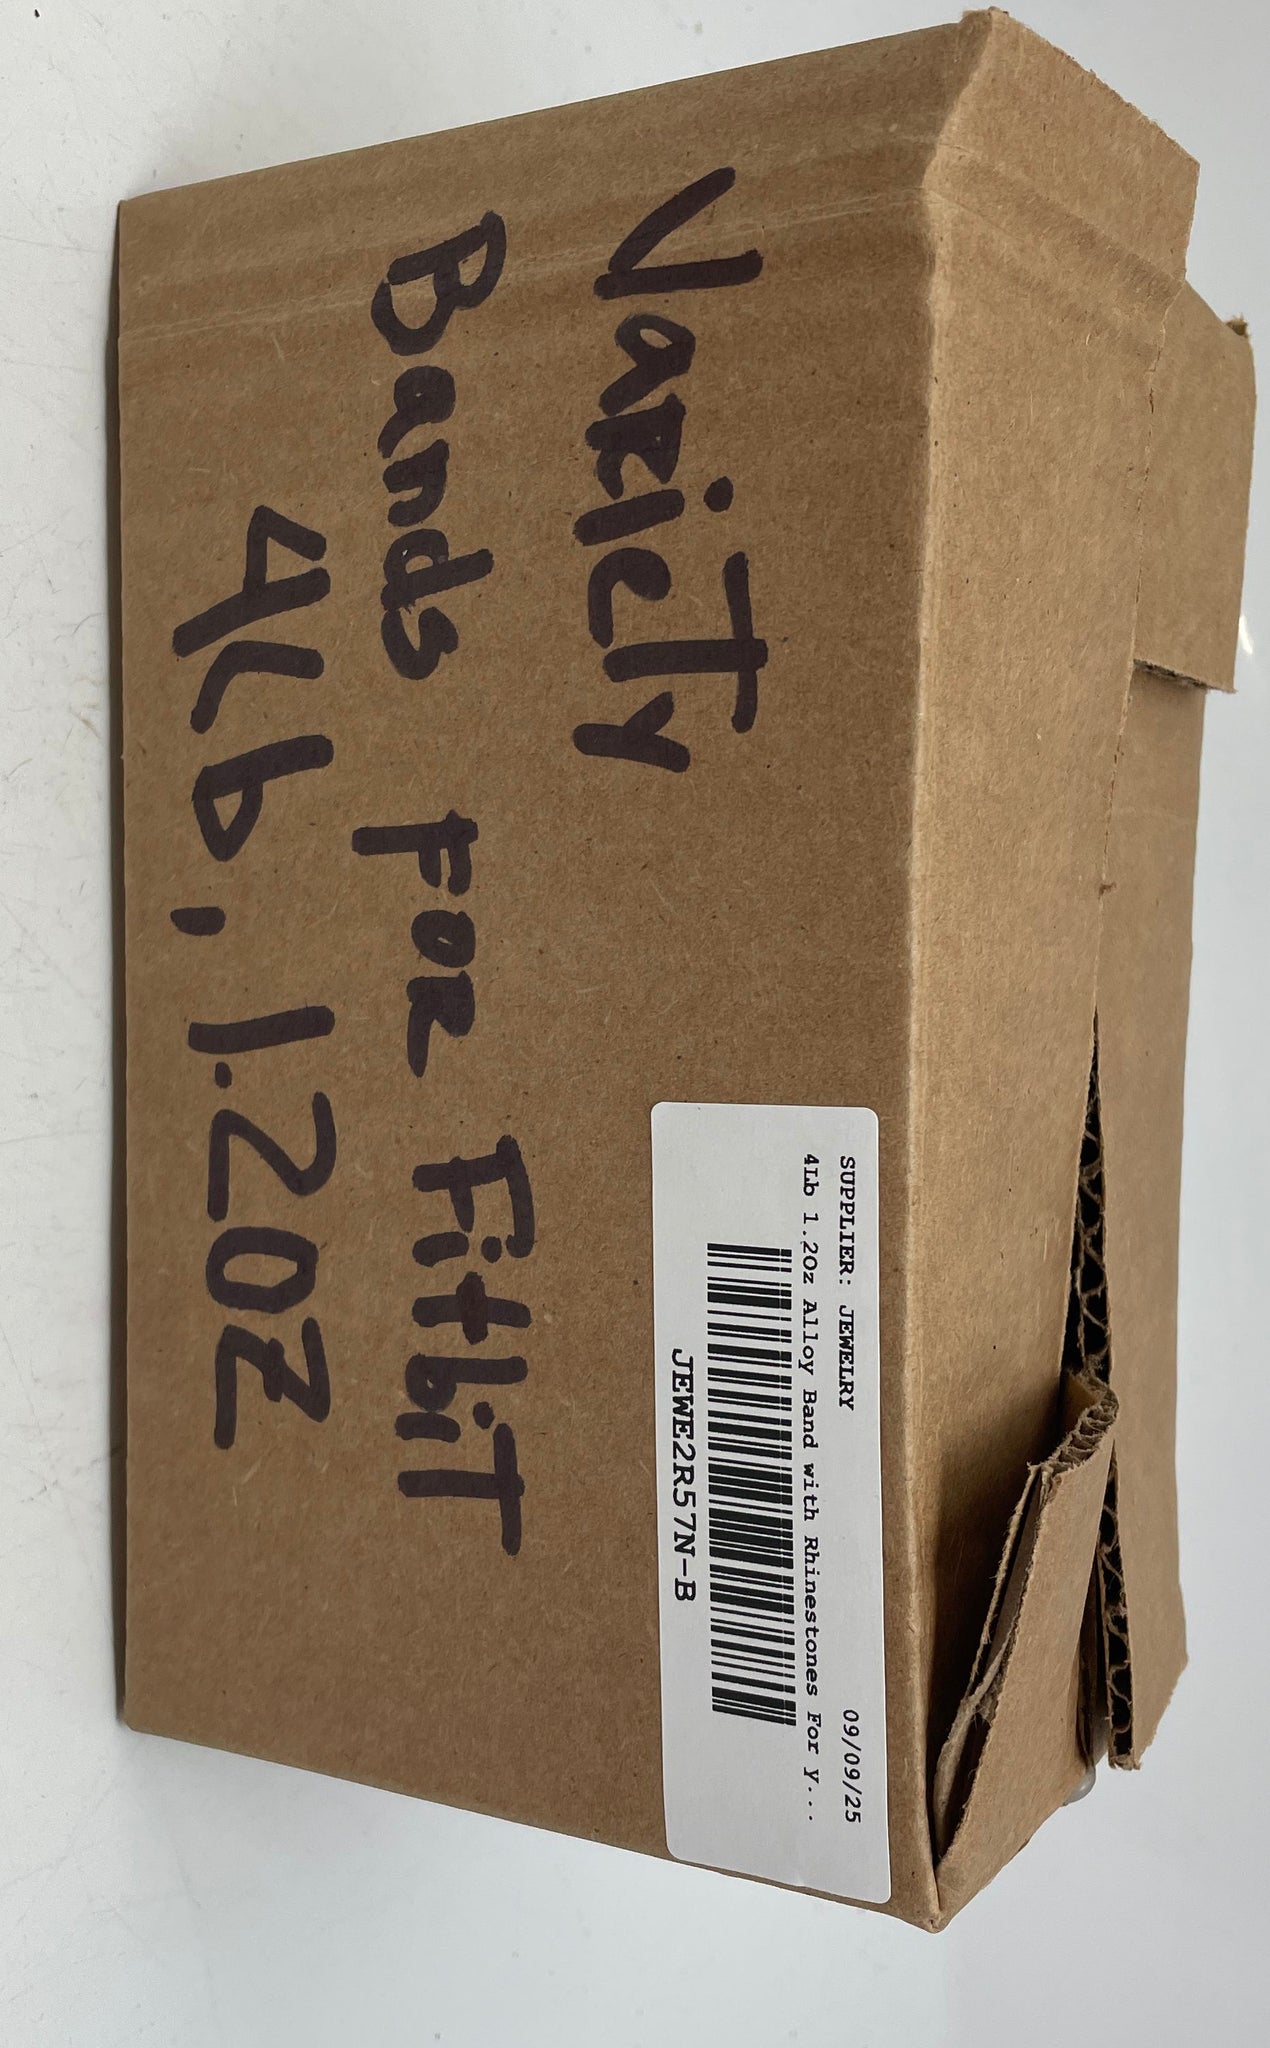 Variety
Bands For Fitbit
4Lb, 1.2OZ
SUPPLIER: JEWELRY 09/09/25
4Lb 1.2Oz Alloy Band with Rhinestones For y...
JEWE2R57N-B